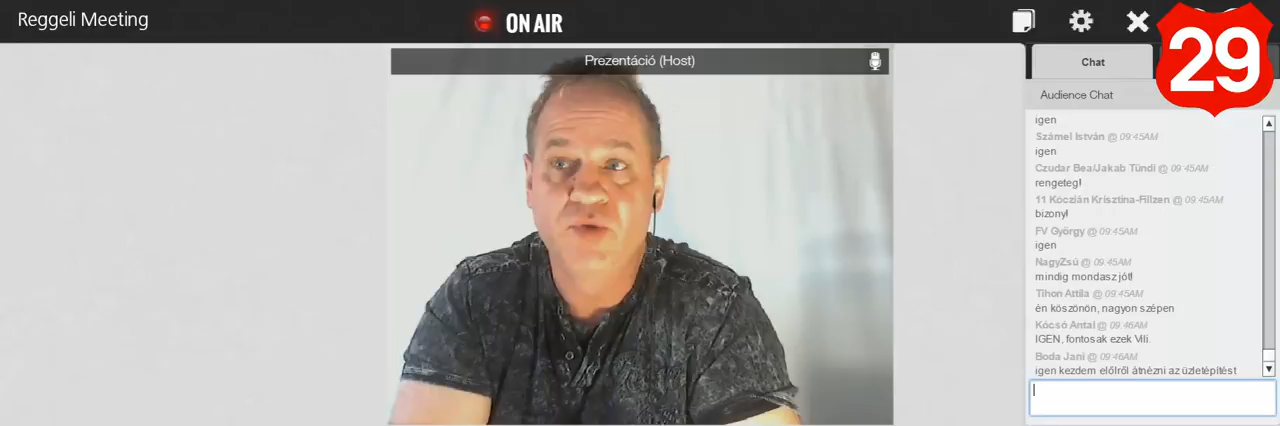 Reggeli Meeting
ON AIR
29
Prezentáció (Host)
Chat
Audience Chat
igen
Számel István @ 09:45AM
igen
Czudar Bea/Jakab Tündi @ 09:45AM
rengeteg!
11 Kóczián Krisztina-Fillzen @ 09:45AM
bizony!
FV György @ 09:45AM
igen
NagyZsú @ 09:45AM
mindig mondasz jót!
Tihon Attila @ 09:45AM
én köszönön, nagyon szépen
Kócsó Antal @ 09:46AM
IGEN, fontosak ezek Vili.
Boda Jani @ 09:46AM
igen kezdem előlről átnézni az üzletépítést